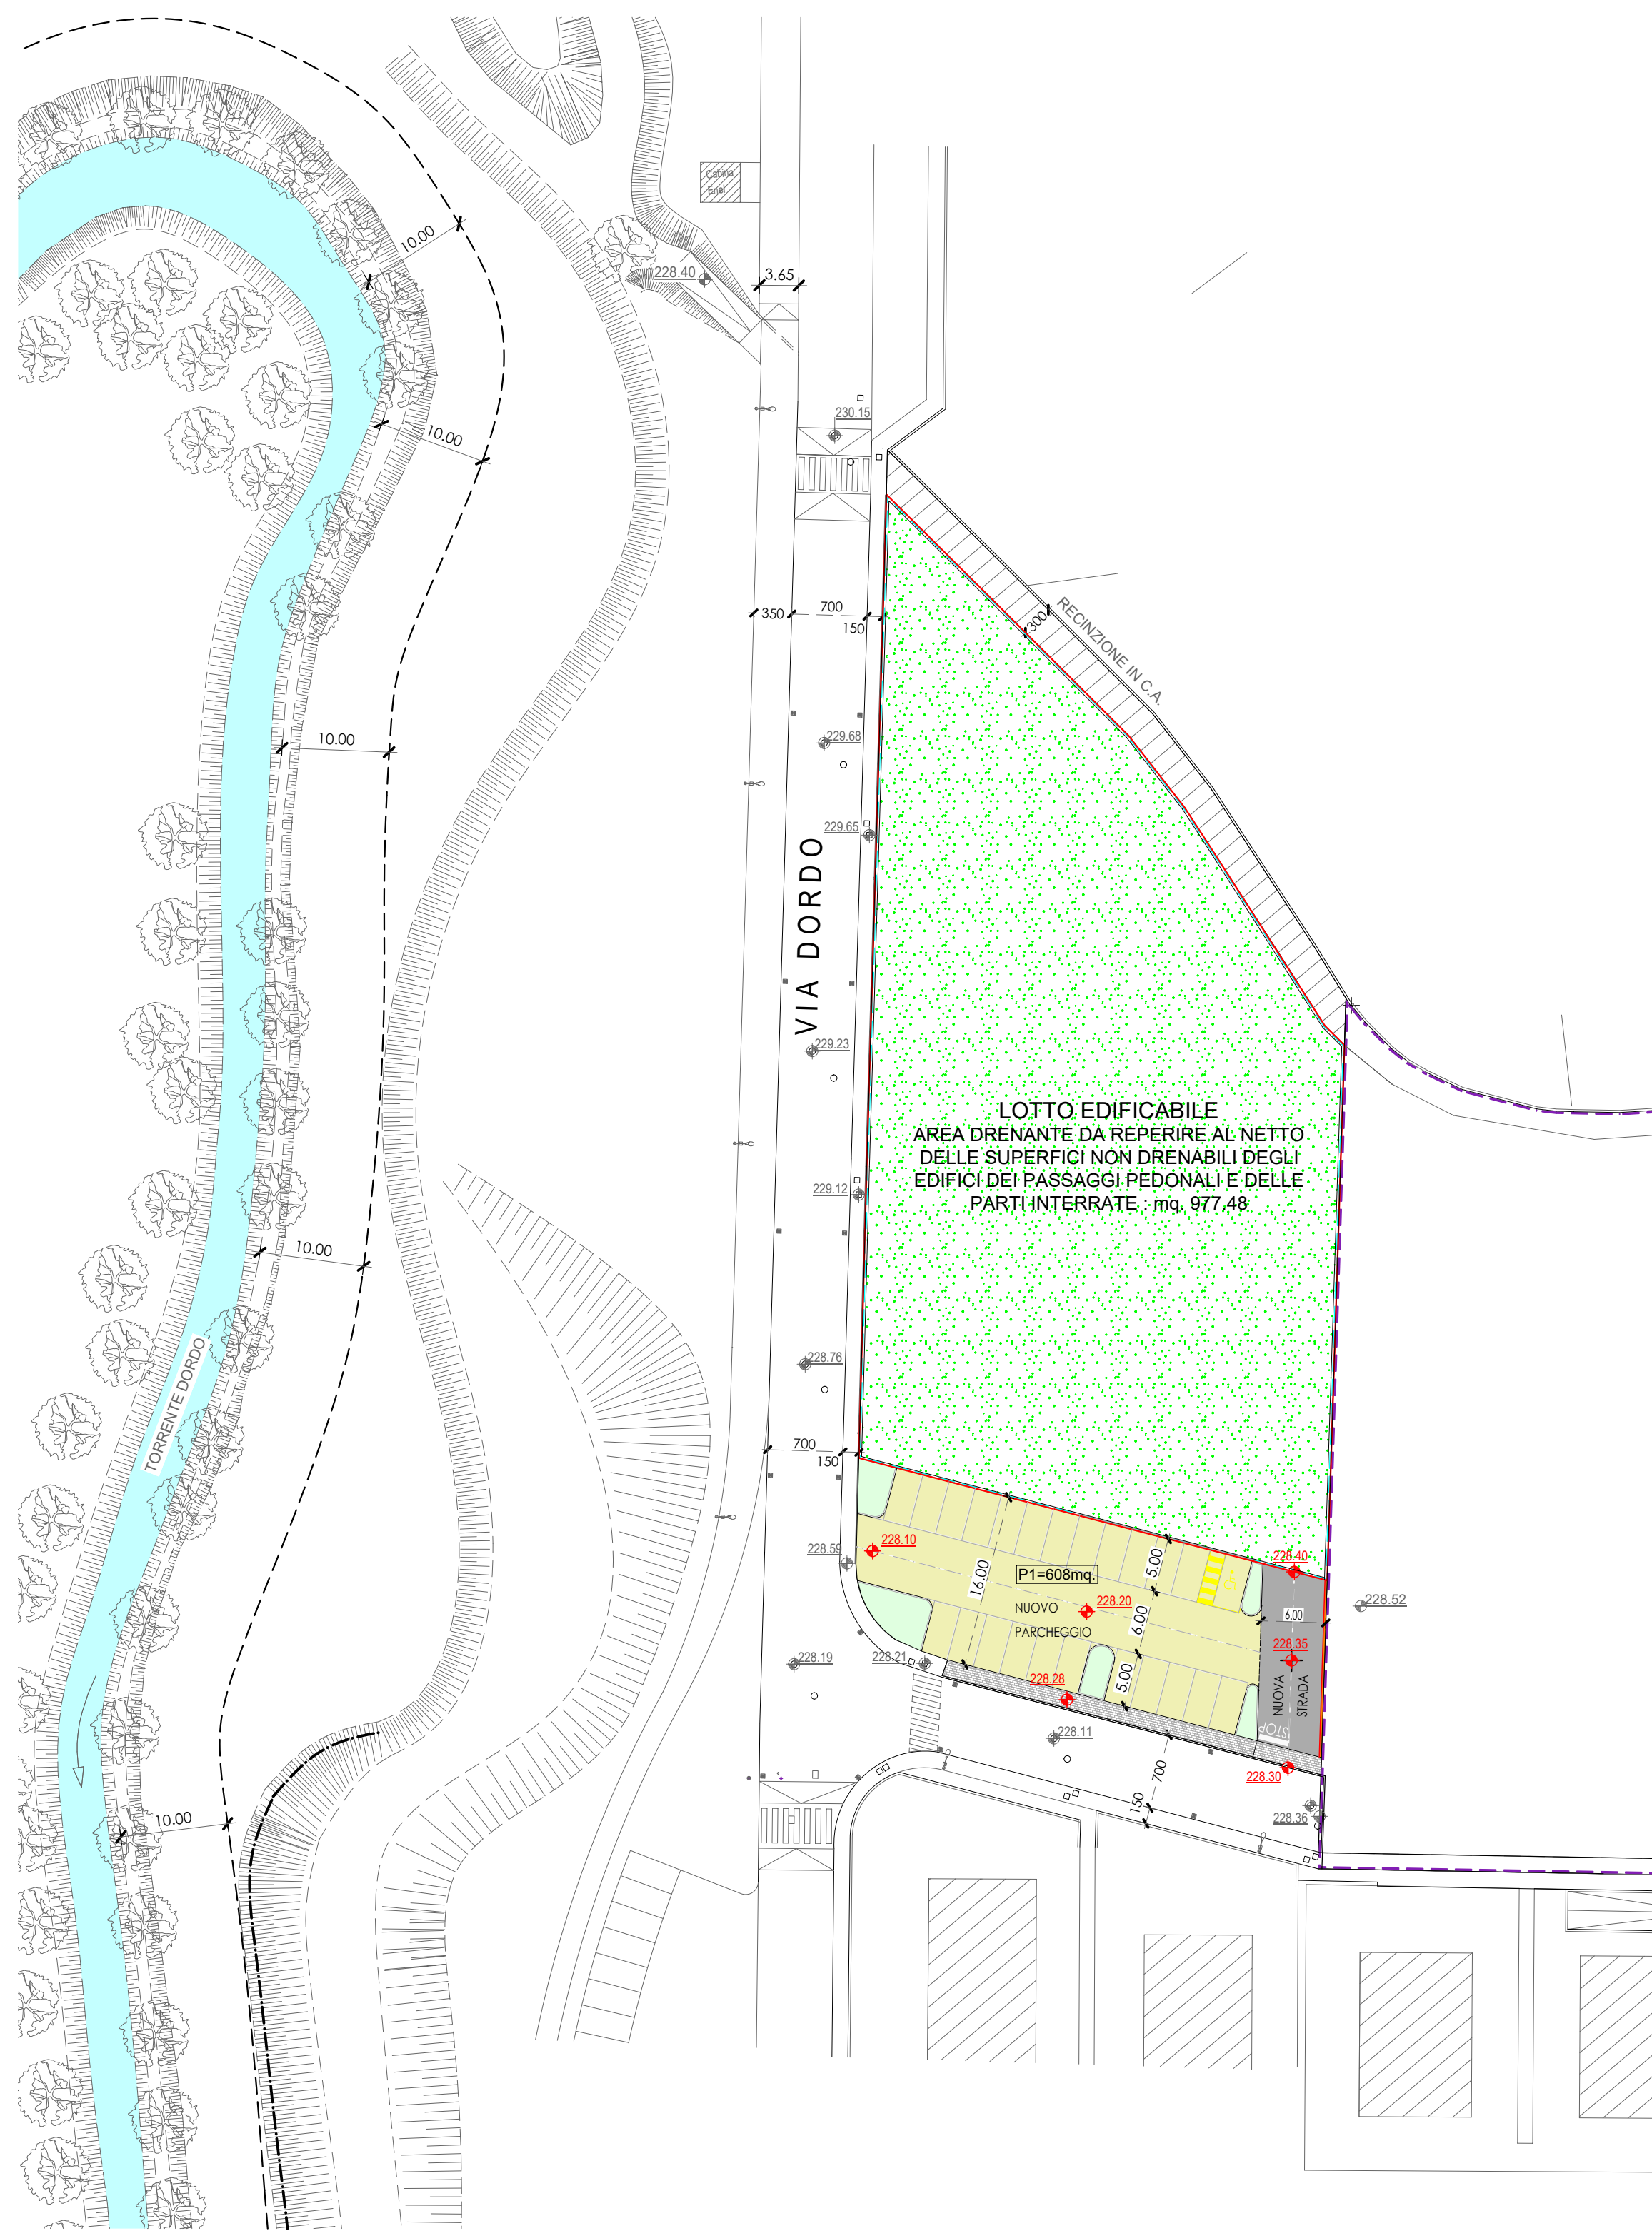 Cabina
Enel
10.00
228.40
3.65
10.00
230.15
350
700
150
300
RECINZIONE IN C.A.
10.00
229.68
229.65
VIA DORDO
229.23
LOTTO EDIFICABILE
AREA DRENANTE DA REPERIRE AL NETTO
DELLE SUPERFICI NON DRENABILI DEGLI
EDIFICI DEI PASSAGGI PEDONALI E DELLE
PARTI INTERRATE : mq. 977,48
229.12
10.00
TORRENTE DORDO
228.76
700
150
228.59
228.10
16.00
5.00
P1=608mq.
228.40
228.52
NUOVO
228.20
PARCHEGGIO
6.00
6.00
228.35
228.19
228.21
228.28
5.00
NUOVA
STRADA
STOP
228.11
228.30
700
150
228.36
10.00